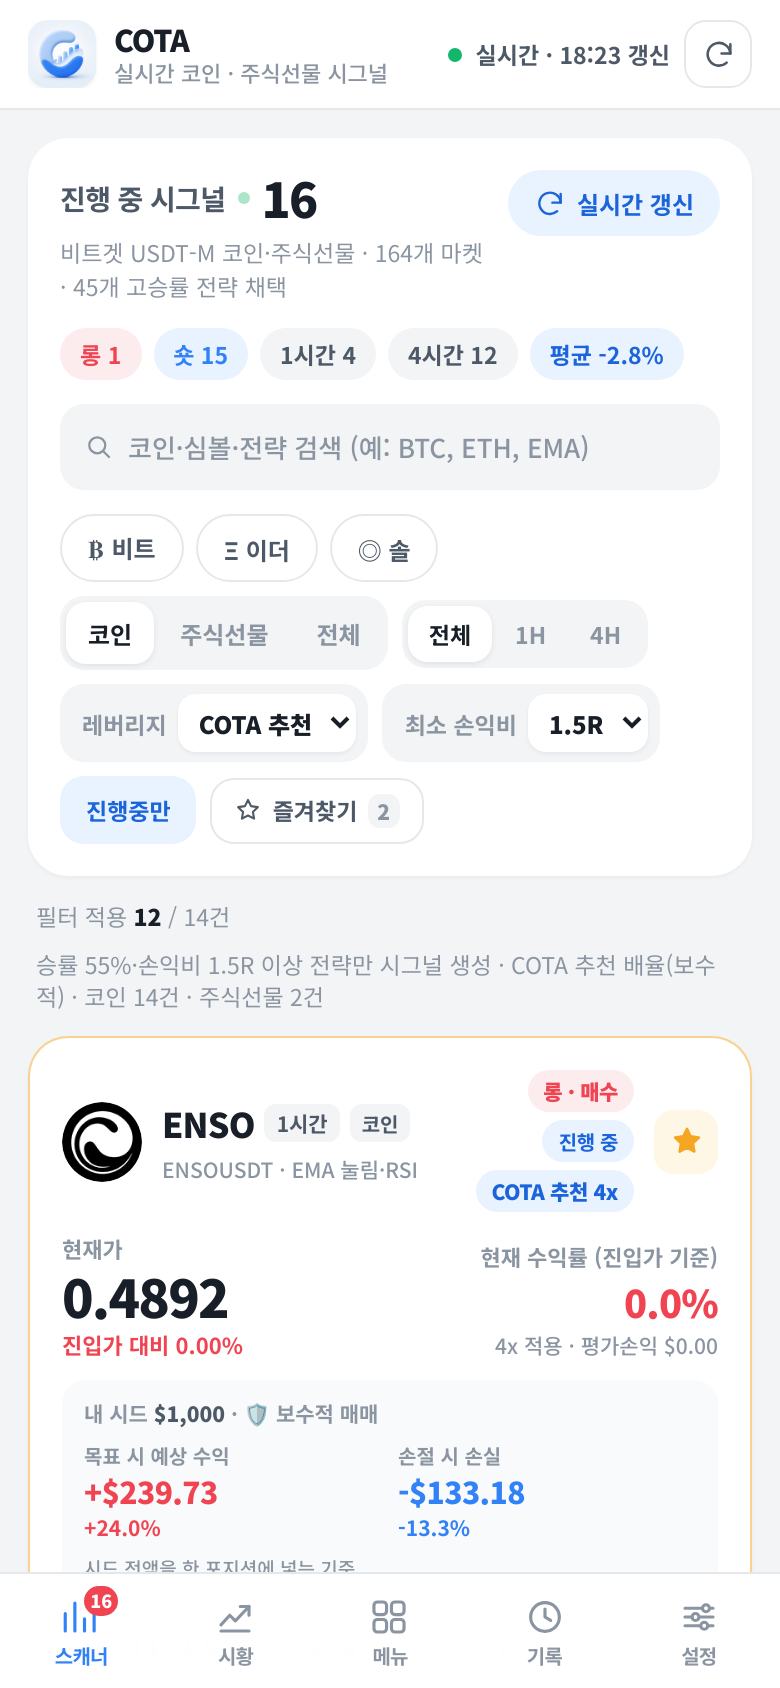 COTA
실시간 코인 · 주식선물 시그널
실시간 · 18:23 갱신
진행 중 시그널 16
실시간 갱신
비트겟 USDT-M 코인·주식선물 · 164개 마켓
· 45개 고승률 전략 채택
롱 1
숏 15
1시간 4
4시간 12
평균 -2.8%
코인·심볼·전략 검색 (예: BTC, ETH, EMA)
₿ 비트
Ξ 이더
◎ 솔
코인
주식선물
전체
전체
1H
4H
레버리지
COTA 추천
최소 손익비
1.5R
진행중만
즐겨찾기 2
필터 적용 12 / 14건
승률 55%·손익비 1.5R 이상 전략만 시그널 생성 · COTA 추천 배율(보수
적) · 코인 14건 · 주식선물 2건
롱 · 매수
ENSO
1시간
코인
진행 중
ENSOUSDT · EMA 눌림·RSI
COTA 추천 4x
현재가
0.4892
진입가 대비 0.00%
현재 수익률 (진입가 기준)
0.0%
4x 적용 · 평가손익 $0.00
내 시드 $1,000 · 🛡️ 보수적 매매
목표 시 예상 수익
+$239.73
+24.0%
손절 시 손실
-$133.18
-13.3%
시드 전액을 한 포지션에 넣는 기준
16
스캐너
시황
메뉴
기록
설정